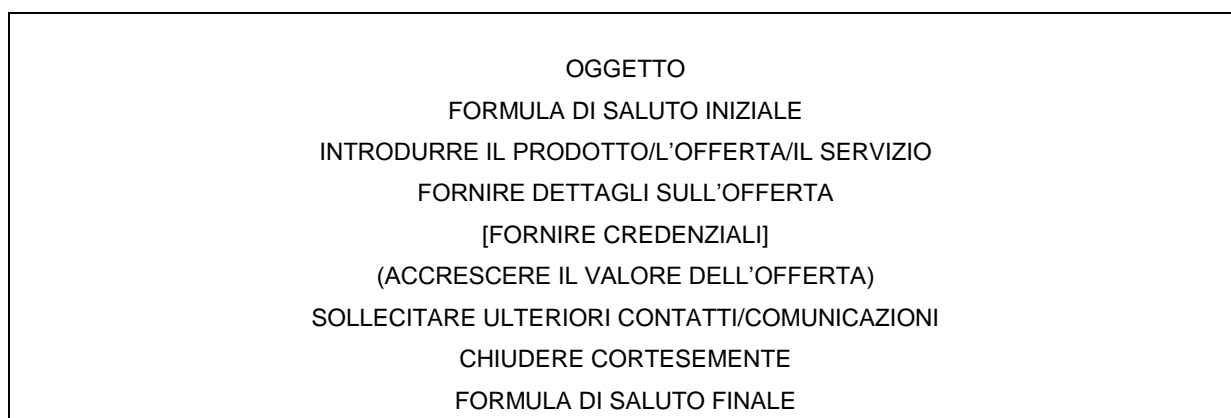 OGGETTO
FORMULA DI SALUTO INIZIALE
INTRODURRE IL PRODOTTO/L’OFFERTA/IL SERVIZIO
FORNIRE DETTAGLI SULL’OFFERTA
[FORNIRE CREDENZIALI]
(ACCRESCERE IL VALORE DELL’OFFERTA)
SOLLECITARE ULTERIORI CONTATTI/COMUNICAZIONI
CHIUDERE CORTESEMENTE
FORMULA DI SALUTO FINALE